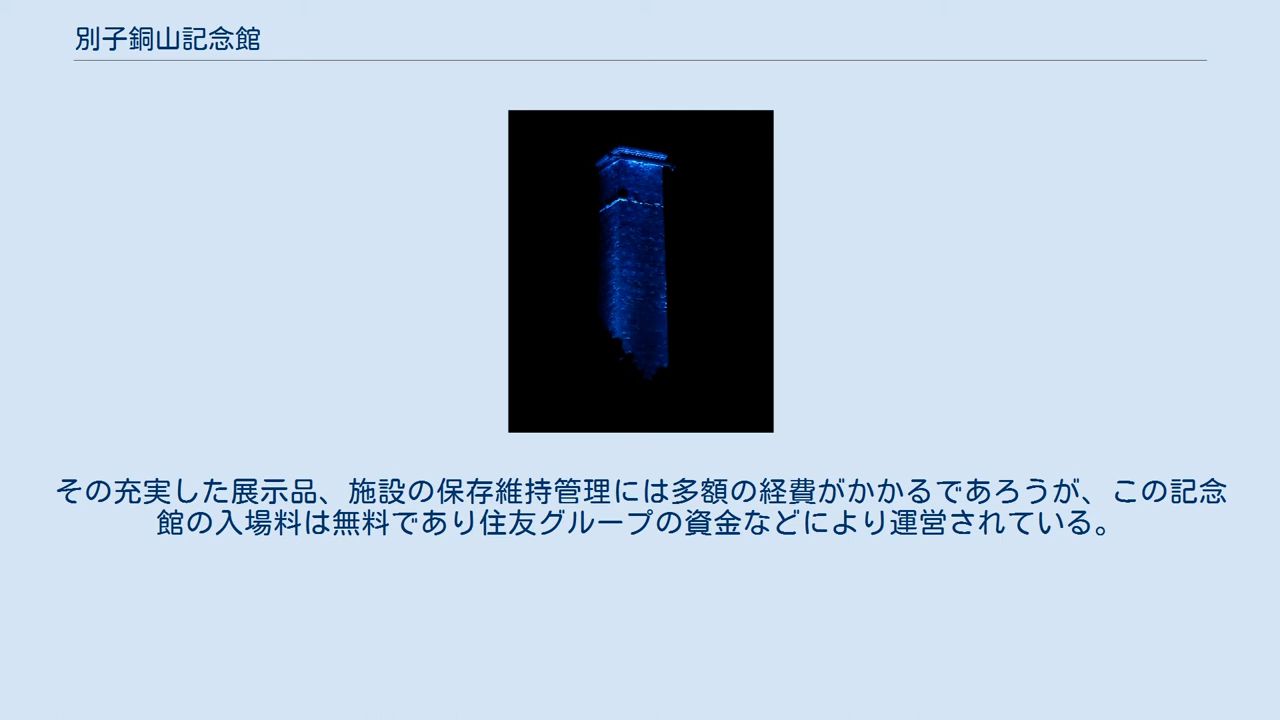 別子銅山記念館
その充実した展示品、施設の保存維持管理には多額の経費がかかるであろうが、この記念
館の入場料は無料であり住友グループの資金などにより運営されている。